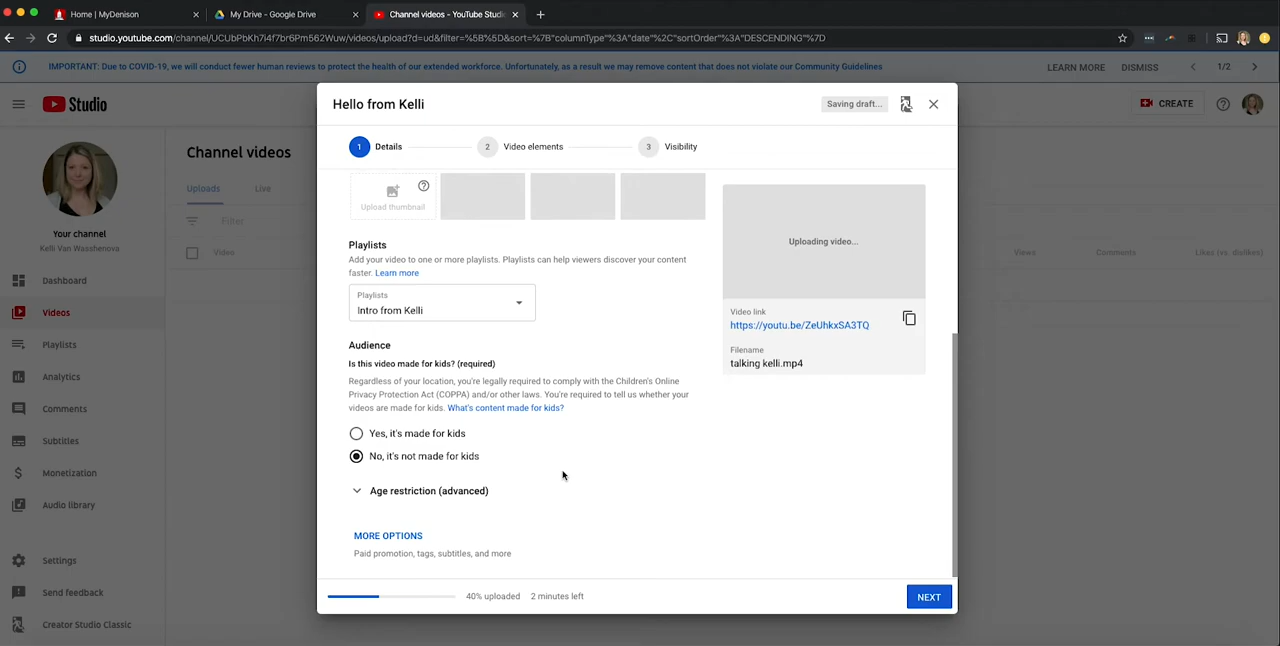 Home | MyDenison
My Drive - Google Drive
Channel videos - YouTube Studio
studio.youtube.com/channel/UCUbPbKh7i4f7br6Pm562Wuw/videos/upload?d=ud&filter=%5B%5D&sort=%7B"columnType"%3A"date"%2C"sortOrder"%3A"DESCENDING"%7D
IMPORTANT: Due to COVID-19, we will conduct fewer human reviews to protect the health of our extended workforce. Unfortunately, as a result we may remove content that does not violate our Community Guidelines
LEARN MORE
DISMISS
1/2
Studio
CREATE
Your channel
Kelli Van Wasshenova
Dashboard
Videos
Playlists
Analytics
Comments
Subtitles
Monetization
Audio library
Settings
Send feedback
Creator Studio Classic
Channel videos
Uploads
Live
Filter
Video
Views
Comments
Likes (vs. dislikes)
Hello from Kelli
Saving draft...
1 Details
2 Video elements
3 Visibility
Upload thumbnail
Playlists
Add your video to one or more playlists. Playlists can help viewers discover your content
faster. Learn more
Playlists
Intro from Kelli
Audience
Is this video made for kids? (required)
Regardless of your location, you're legally required to comply with the Children's Online
Privacy Protection Act (COPPA) and/or other laws. You're required to tell us whether your
videos are made for kids. What's content made for kids?
Yes, it's made for kids
No, it's not made for kids
Age restriction (advanced)
MORE OPTIONS
Paid promotion, tags, subtitles, and more
Uploading video...
Video link
https://youtu.be/ZeUhkxSA3TQ
Filename
talking kelli.mp4
40% uploaded
2 minutes left
NEXT